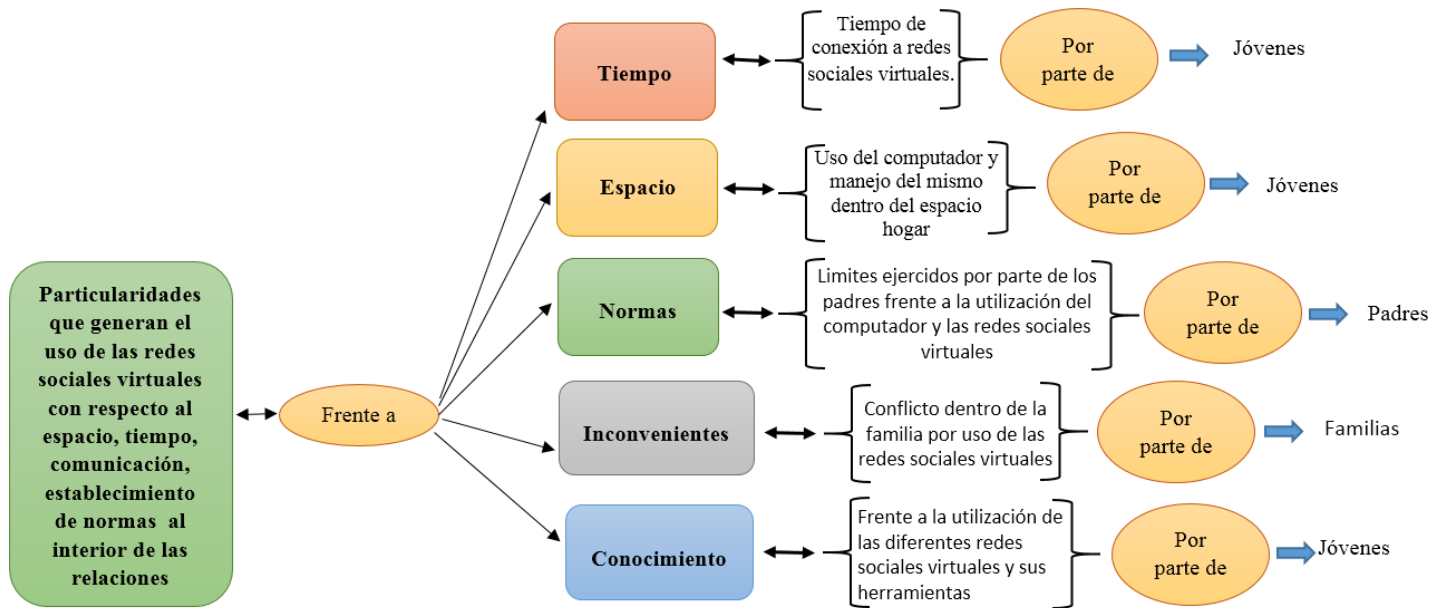 Particularidades
que generan el
uso de las redes
sociales virtuales
con respecto al
espacio, tiempo,
comunicación,
establecimiento
de normas al
interior de las
relaciones
Frente a
Tiempo
Tiempo de
conexión a redes
sociales virtuales.
Por
parte de
Jóvenes
Espacio
Uso del computador y
manejo del mismo
dentro del espacio
hogar
Por
parte de
Jóvenes
Normas
Limites ejercidos por parte de los
padres frente a la utilización del
computador y las redes sociales
virtuales
Por
parte de
Padres
Inconvenientes
Conflicto dentro de la
familia por uso de las
redes sociales virtuales
Por
parte de
Familias
Conocimiento
Frente a la utilización de
las diferentes redes
sociales virtuales y sus
herramientas
Por
parte de
Jóvenes